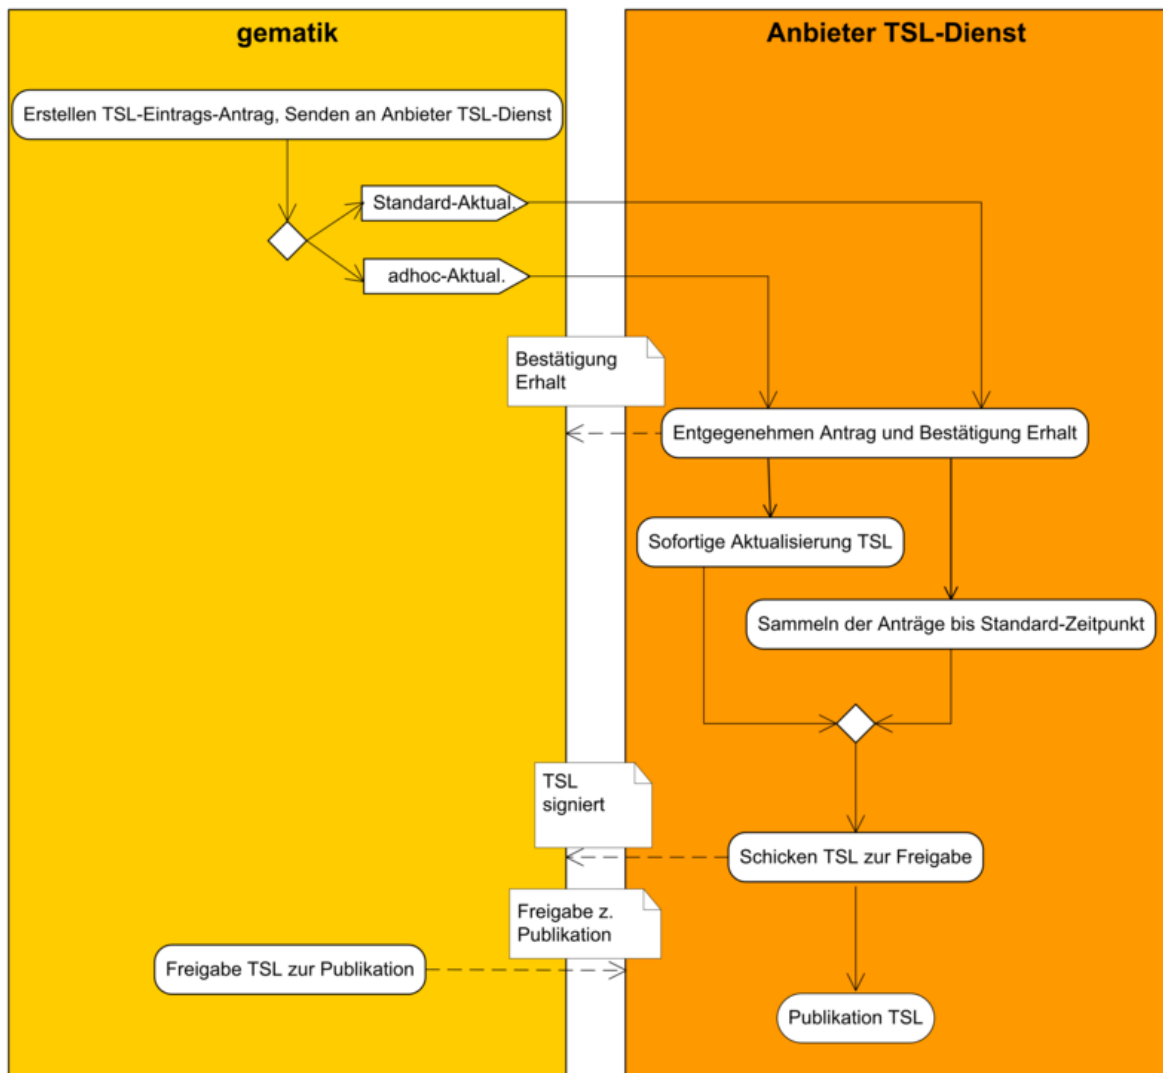 gematik
Anbieter TSL-Dienst
Erstellen TSL-Eintrags-Antrag, Senden an Anbieter TSL-Dienst
Standard-Aktual.
adhoc-Aktual.
Bestätigung
Erhalt
Entgegenehmen Antrag und Bestätigung Erhalt
Sofortige Aktualisierung TSL
Sammeln der Anträge bis Standard-Zeitpunkt
TSL
signiert
Schicken TSL zur Freigabe
Freigabe z.
Publikation
Freigabe TSL zur Publikation
Publikation TSL